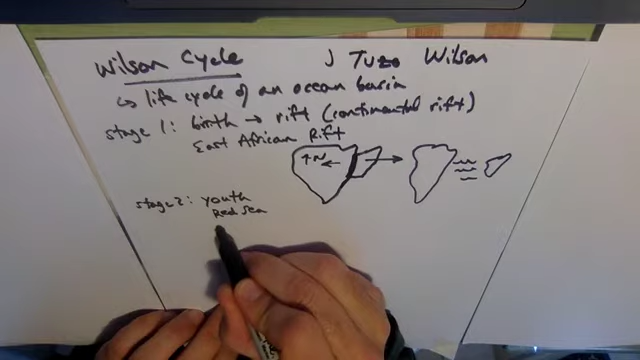 Wilson Cycle J Tuzo Wilson
↳ life cycle of an ocean basin
stage 1: birth → rift (continental rift)
East African Rift
↑N
stage 2: youth
Red Sea